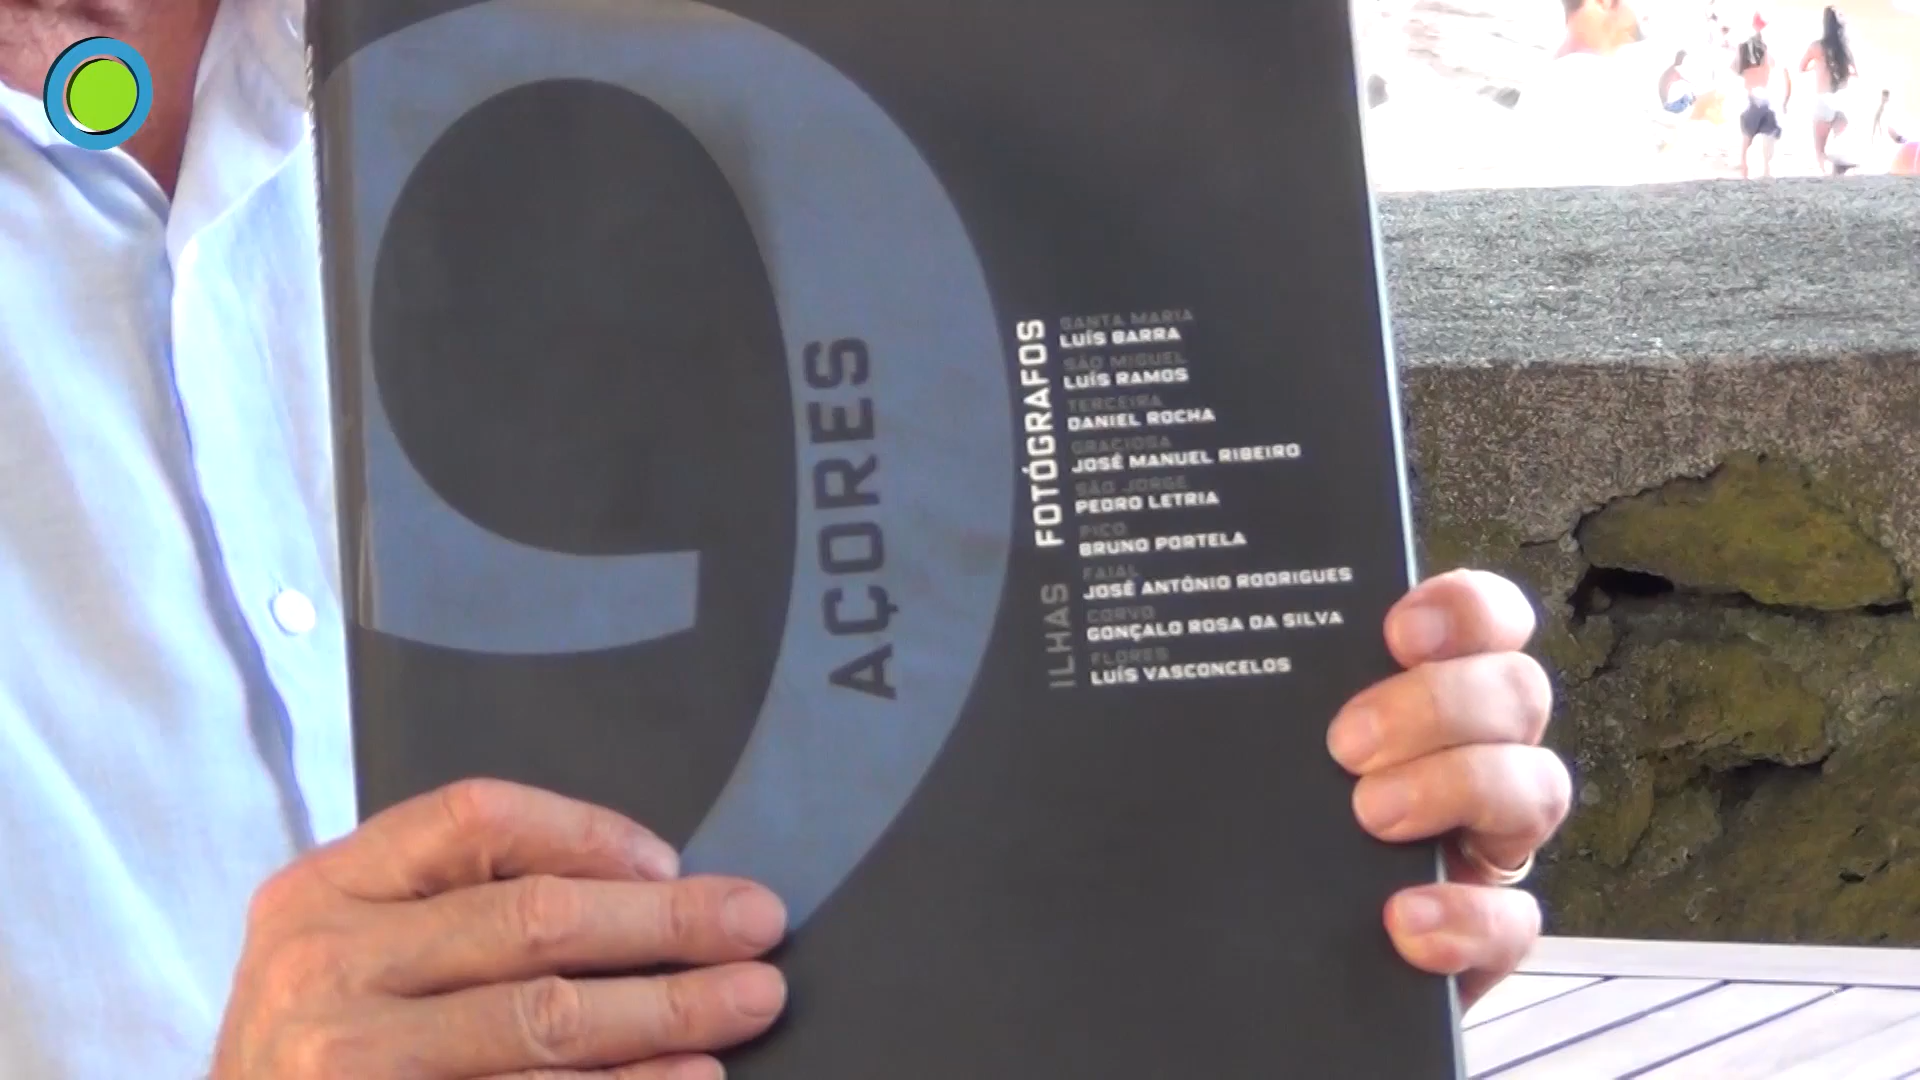 9
AÇORES
FOTÓGRAFOS
ILHAS
SANTA MARIA
LUÍS BARRA
SÃO MIGUEL
LUÍS RAMOS
TERCEIRA
DANIEL ROCHA
GRACIOSA
JOSÉ MANUEL RIBEIRO
SÃO JORGE
PEDRO LETRIA
PICO
BRUNO PORTELA
FAIAL
JOSÉ ANTÓNIO RODRIGUES
CORVO
GONÇALO ROSA DA SILVA
FLORES
LUÍS VASCONCELOS